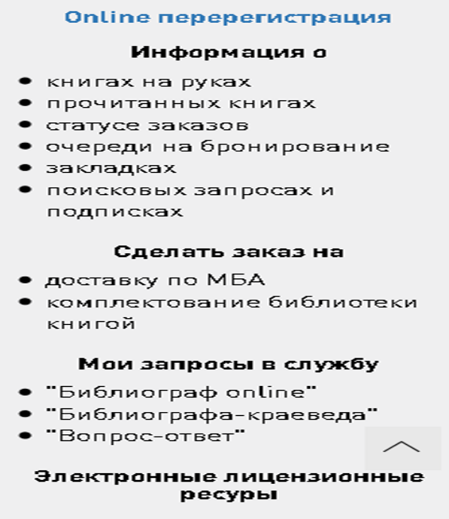 Online перерегистрация
Информация о
книгах на руках
прочитанных книгах
статусе заказов
очереди на бронирование
закладках
поисковых запросах и
подписках
Сделать заказ на
доставку по МБА
комплектование библиотеки
книгой
Мои запросы в службу
"Библиограф online"
"Библиографа-краеведа"
"Вопрос-ответ"
Электронные лицензионные
ресуры